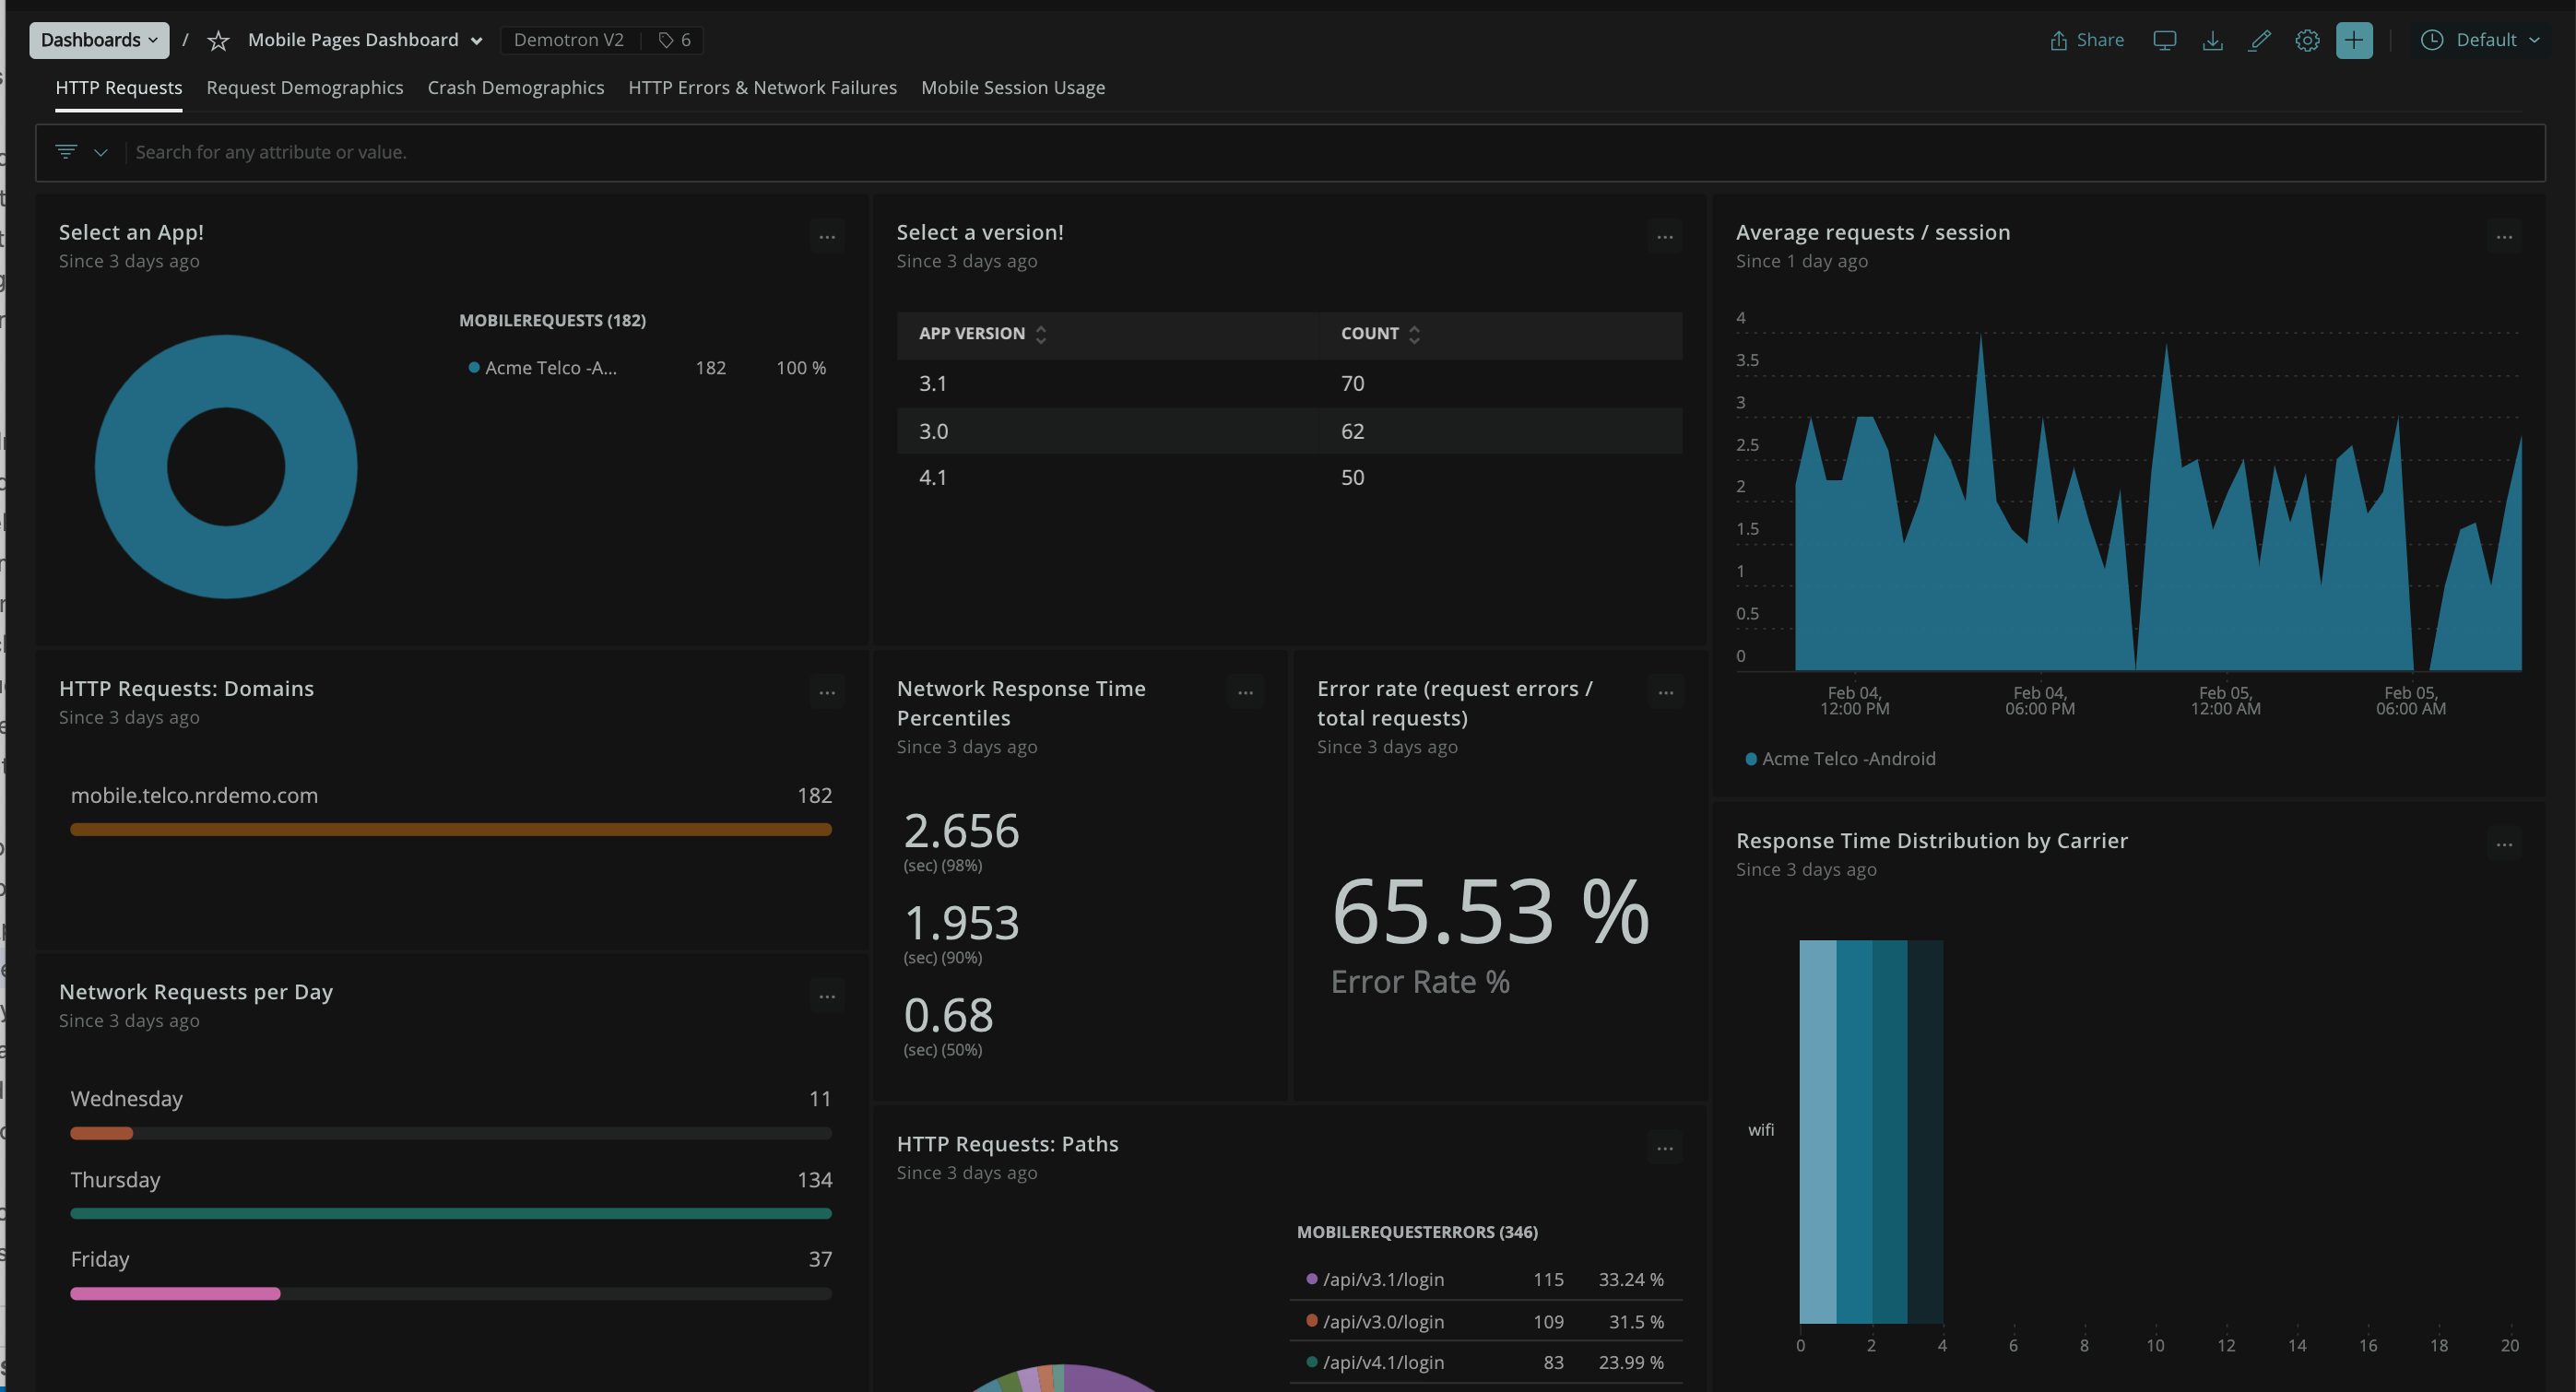 Dashboards / Mobile Pages Dashboard Demotron V2 6 Share Default
HTTP Requests Request Demographics Crash Demographics HTTP Errors & Network Failures Mobile Session Usage
Search for any attribute or value.
Select an App!
Since 3 days ago
MOBILEREQUESTS (182)
Acme Telco -A... 182 100 %
Select a version!
Since 3 days ago
APP VERSION COUNT
3.1 70
3.0 62
4.1 50
Average requests / session
Since 1 day ago
4
3.5
3
2.5
2
1.5
1
0.5
0
Feb 04, Feb 04, Feb 05, Feb 05,
12:00 PM 06:00 PM 12:00 AM 06:00 AM
Acme Telco -Android
HTTP Requests: Domains
Since 3 days ago
mobile.telco.nrdemo.com 182
Network Response Time
Percentiles
Since 3 days ago
2.656
(sec) (98%)
1.953
(sec) (90%)
0.68
(sec) (50%)
Error rate (request errors /
total requests)
Since 3 days ago
65.53 %
Error Rate %
Response Time Distribution by Carrier
Since 3 days ago
wifi
0 2 4 6 8 10 12 14 16 18 20
Network Requests per Day
Since 3 days ago
Wednesday 11
Thursday 134
Friday 37
HTTP Requests: Paths
Since 3 days ago
MOBILEREQUESTERRORS (346)
/api/v3.1/login 115 33.24 %
/api/v3.0/login 109 31.5 %
/api/v4.1/login 83 23.99 %